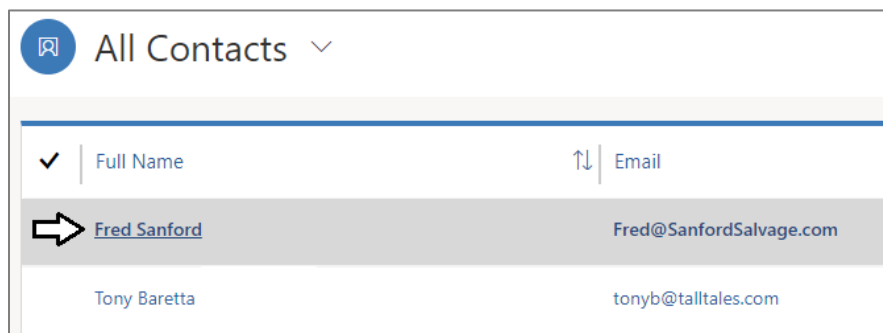 All Contacts
Full Name Email
Fred Sanford Fred@SanfordSalvage.com
Tony Baretta tonyb@talltales.com